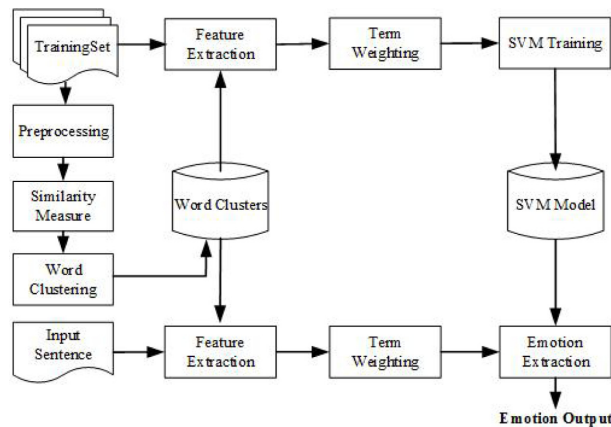 TrainingSet
Feature
Extraction
Term
Weighting
SVM Training
Preprocessing
Similarity
Measure
Word Clusters
SVM Model
Word
Clustering
Input
Sentence
Feature
Extraction
Term
Weighting
Emotion
Extraction
Emotion Output